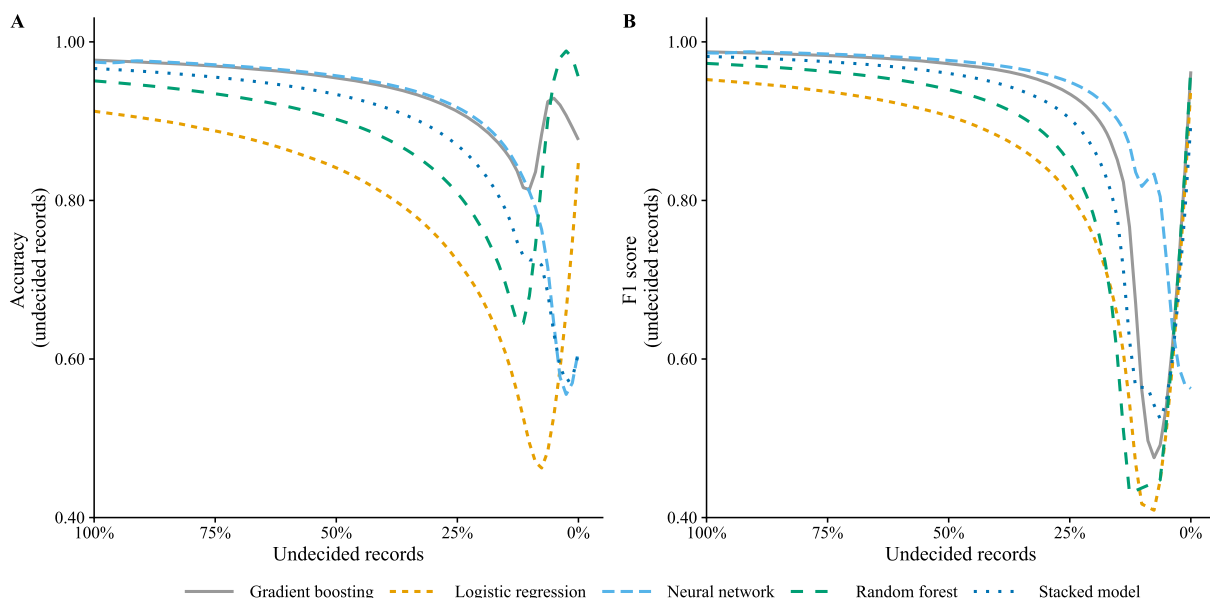 A
B
1.00
0.80
0.60
0.40
Accuracy
(undecided records)
100%
75%
50%
25%
0%
Undecided records
1.00
0.80
0.60
0.40
F1 score
(undecided records)
100%
75%
50%
25%
0%
Undecided records
Gradient boosting
Logistic regression
Neural network
Random forest
Stacked model